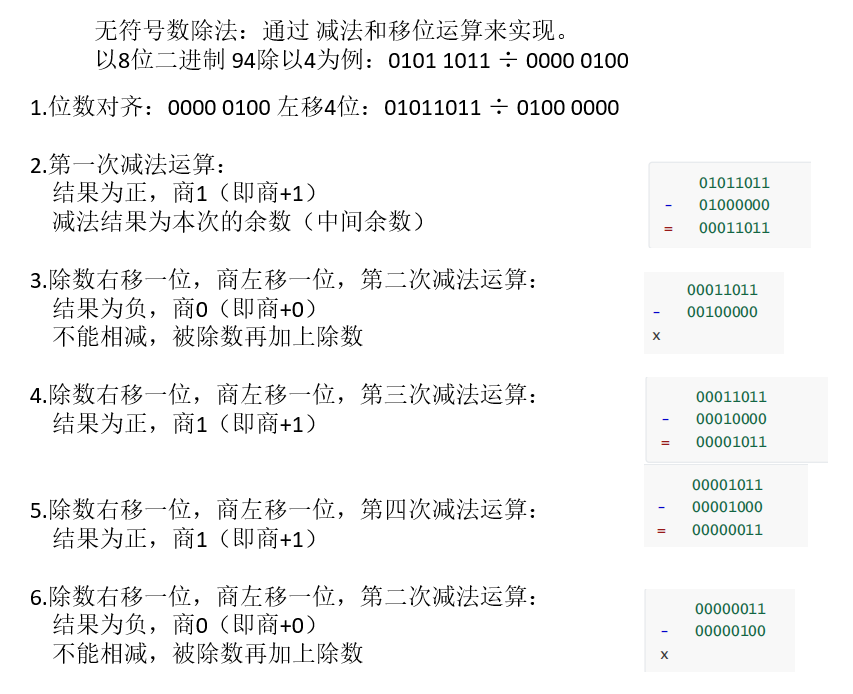 无符号数除法：通过 减法和移位运算来实现。
以8位二进制 94除以4为例：0101 1011 ÷ 0000 0100
1.位数对齐：0000 0100 左移4位：01011011 ÷ 0100 0000
2.第一次减法运算：
结果为正，商1（即商+1）
减法结果为本次的余数（中间余数）
01011011
- 01000000
= 00011011
3.除数右移一位，商左移一位，第二次减法运算：
结果为负，商0（即商+0）
不能相减，被除数再加上除数
00011011
- 00100000
x
4.除数右移一位，商左移一位，第三次减法运算：
结果为正，商1（即商+1）
00011011
- 00010000
= 00001011
5.除数右移一位，商左移一位，第四次减法运算：
结果为正，商1（即商+1）
00001011
- 00001000
= 00000011
6.除数右移一位，商左移一位，第二次减法运算：
结果为负，商0（即商+0）
不能相减，被除数再加上除数
00000011
- 00000100
x